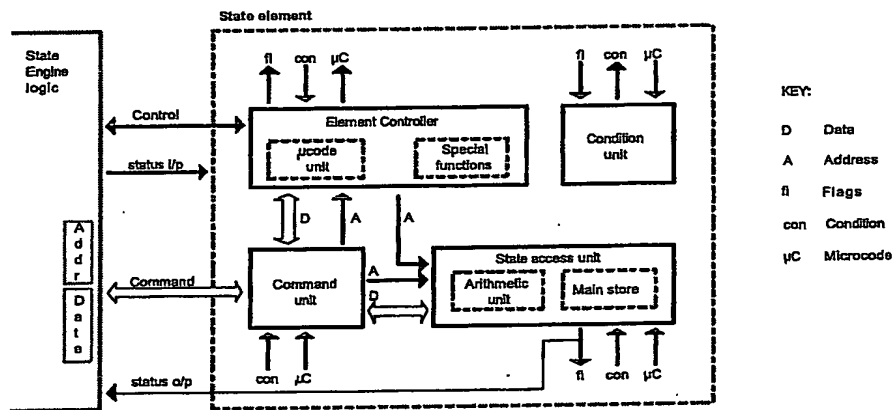 State element
State
Engine
logic
fl con µC
fl con µC
KEY:
Control
Element Controller
µcode
unit
Special
functions
Condition
unit
D Data
status i/p
A Address
fl Flags
D A A
con Condition
Addr
State access unit
µC Microcode
Command
Command
unit
A
D
Arithmetic
unit
Main store
Data
con µC
fl con µC
status o/p